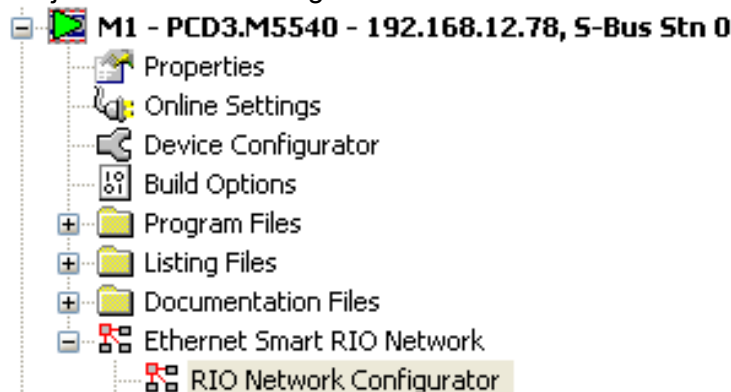 M1 - PCD3.M5540 - 192.168.12.78, S-Bus Stn 0
Properties
Online Settings
Device Configurator
Build Options
Program Files
Listing Files
Documentation Files
Ethernet Smart RIO Network
RIO Network Configurator